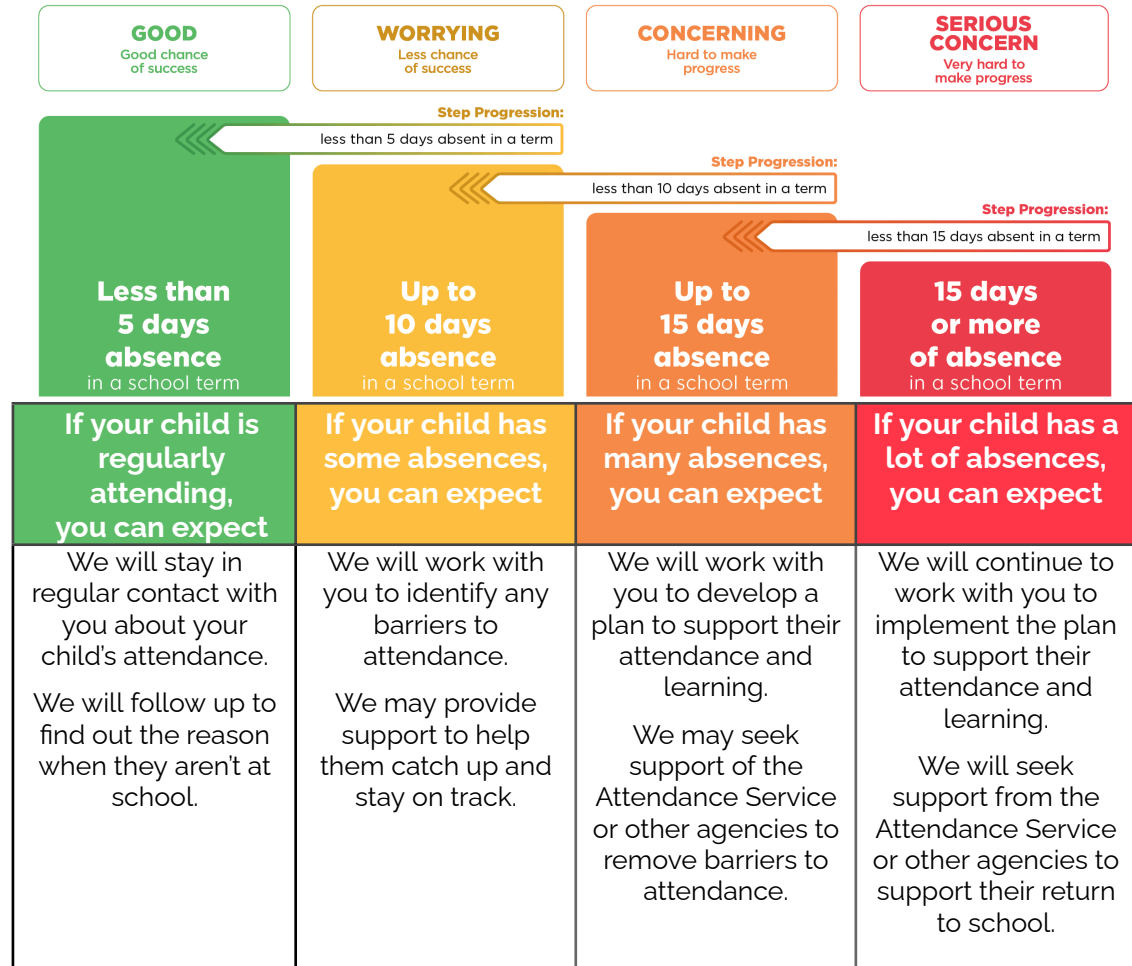 GOOD
Good chance
of success
WORRYING
Less chance
of success
CONCERNING
Hard to make
progress
SERIOUS
CONCERN
Very hard to
make progress
Step Progression:
less than 5 days absent in a term
Step Progression:
less than 10 days absent in a term
Step Progression:
less than 15 days absent in a term
Less than
5 days
absence
in a school term
Up to
10 days
absence
in a school term
Up to
15 days
absence
in a school term
15 days
or more
of absence
in a school term
If your child is
regularly
attending,
you can expect
If your child has
some absences,
you can expect
If your child has
many absences,
you can expect
If your child has a
lot of absences,
you can expect
We will stay in
regular contact with
you about your
child’s attendance.
We will follow up to
find out the reason
when they aren’t at
school.
We will work with
you to identify any
barriers to
attendance.
We may provide
support to help
them catch up and
stay on track.
We will work with
you to develop a
plan to support their
attendance and
learning.
We may seek
support of the
Attendance Service
or other agencies to
remove barriers to
attendance.
We will continue to
work with you to
implement the plan
to support their
attendance and
learning.
We will seek
support from the
Attendance Service
or other agencies to
support their return
to school.